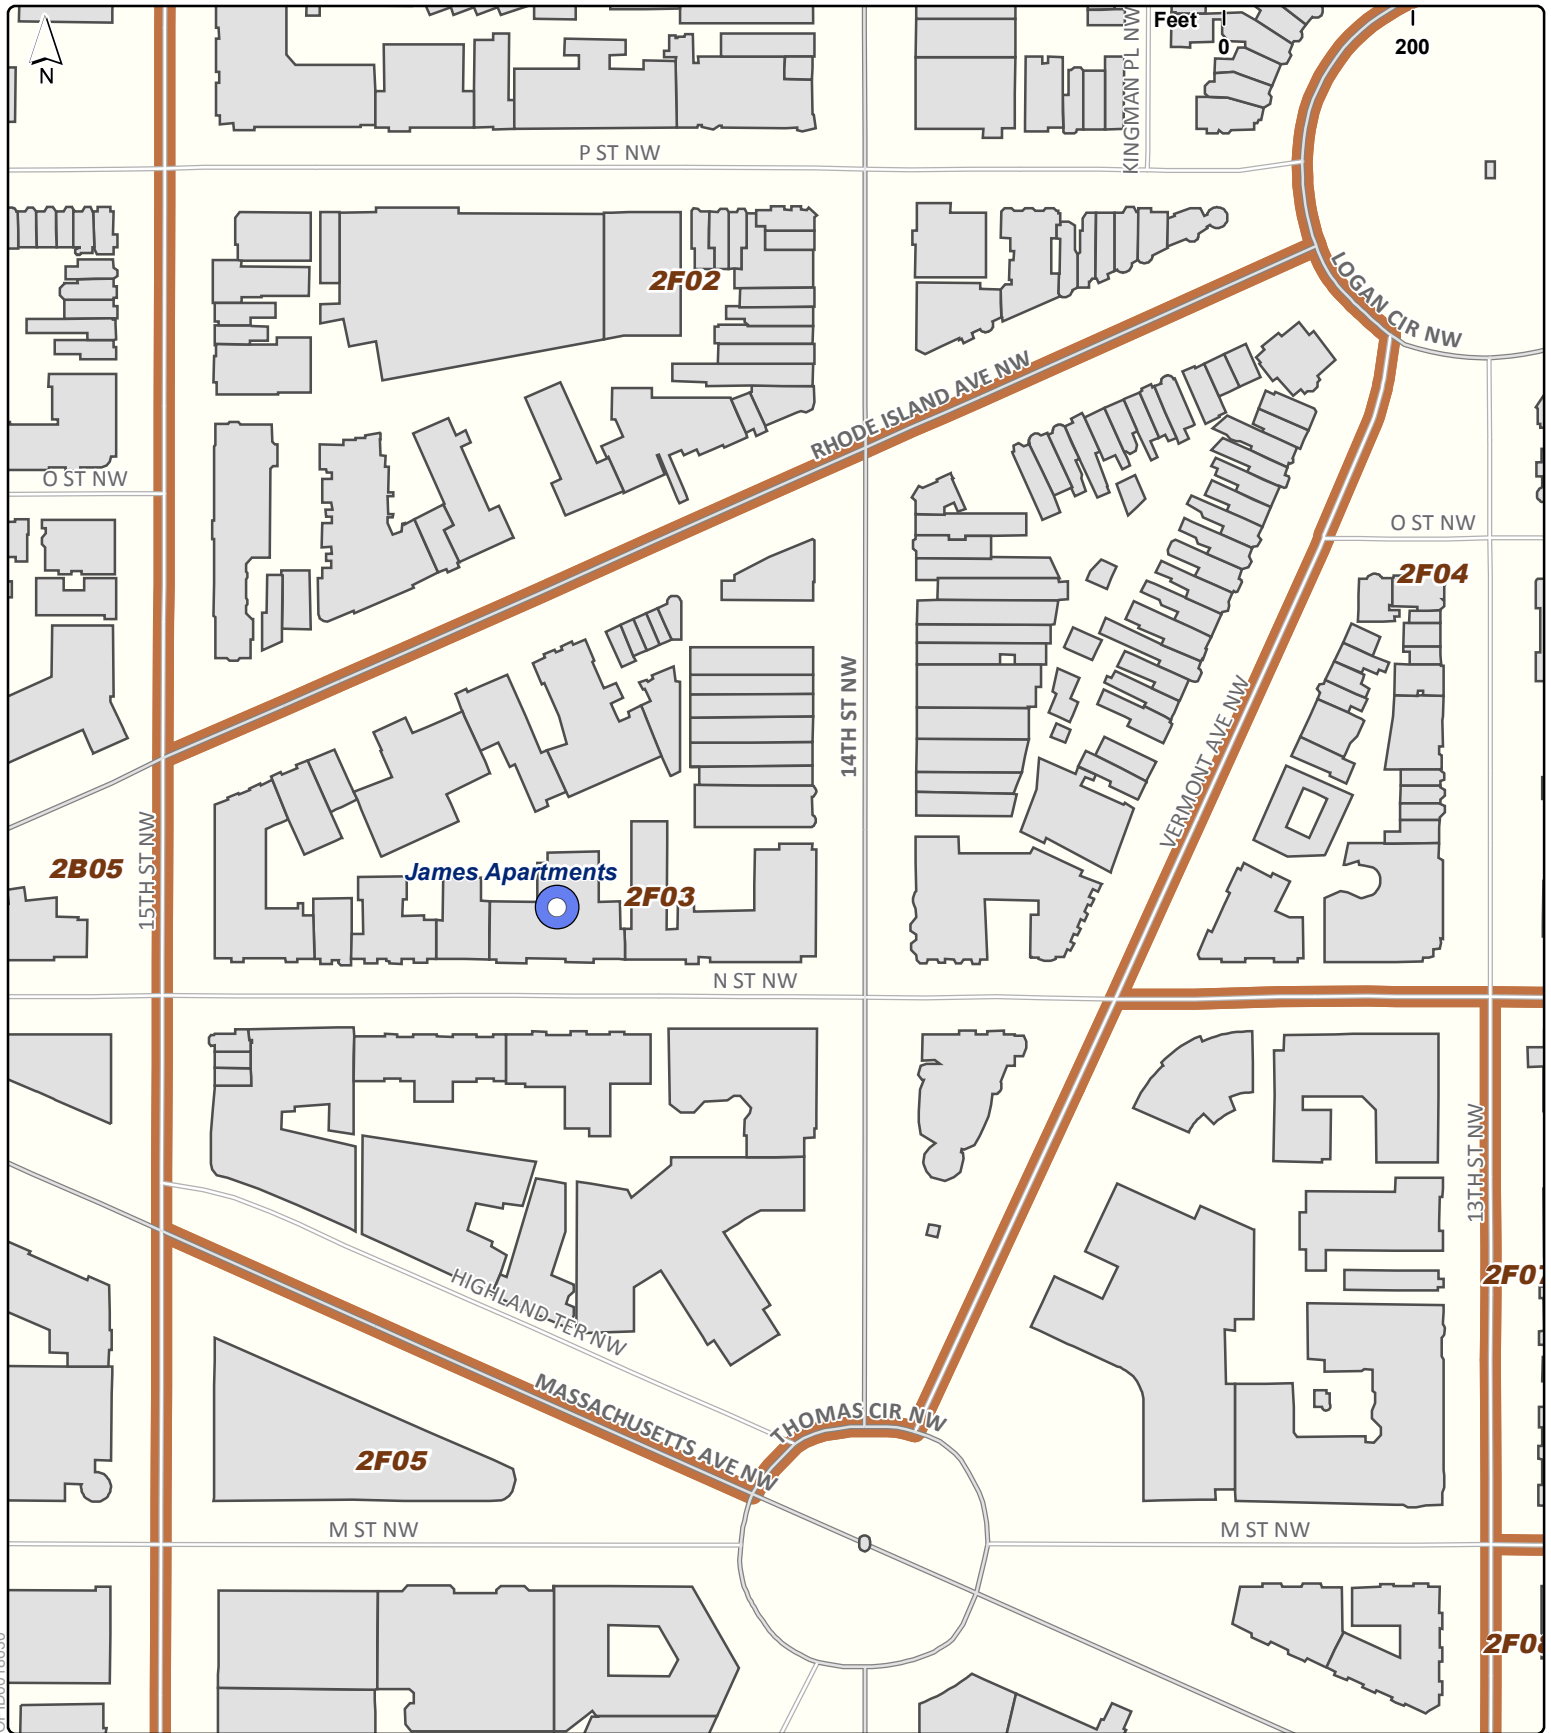 Feet
0
200
N
KINGMAN PL NW
P ST NW
2F02
LOGAN CIR NW
RHODE ISLAND AVE NW
O ST NW
O ST NW
2F04
14TH ST NW
VERMONT AVE NW
15TH ST NW
2B05
James Apartments
2F03
N ST NW
13TH ST NW
2F07
HIGHLAND TER NW
MASSACHUSETTS AVE NW
THOMAS CIR NW
2F05
M ST NW
M ST NW
2F08